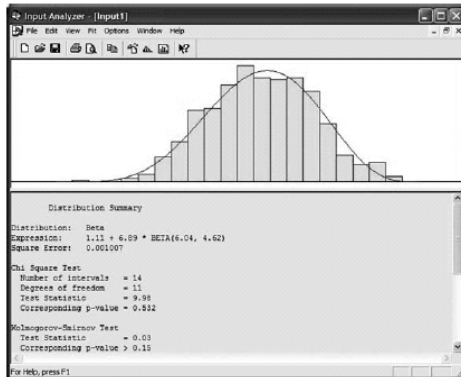 Input Analyzer - [Input1]
File Edit View Fit Options Window Help
Distribution Summary
Distribution: Beta
Expression: 1.11 + 6.89 * BETA(6.04, 4.62)
Square Error: 0.001007
Chi Square Test
Number of intervals = 14
Degrees of freedom = 11
Test Statistic = 9.98
Corresponding p-value = 0.532
Kolmogorov-Smirnov Test
Test Statistic = 0.03
Corresponding p-value > 0.15
For Help, press F1